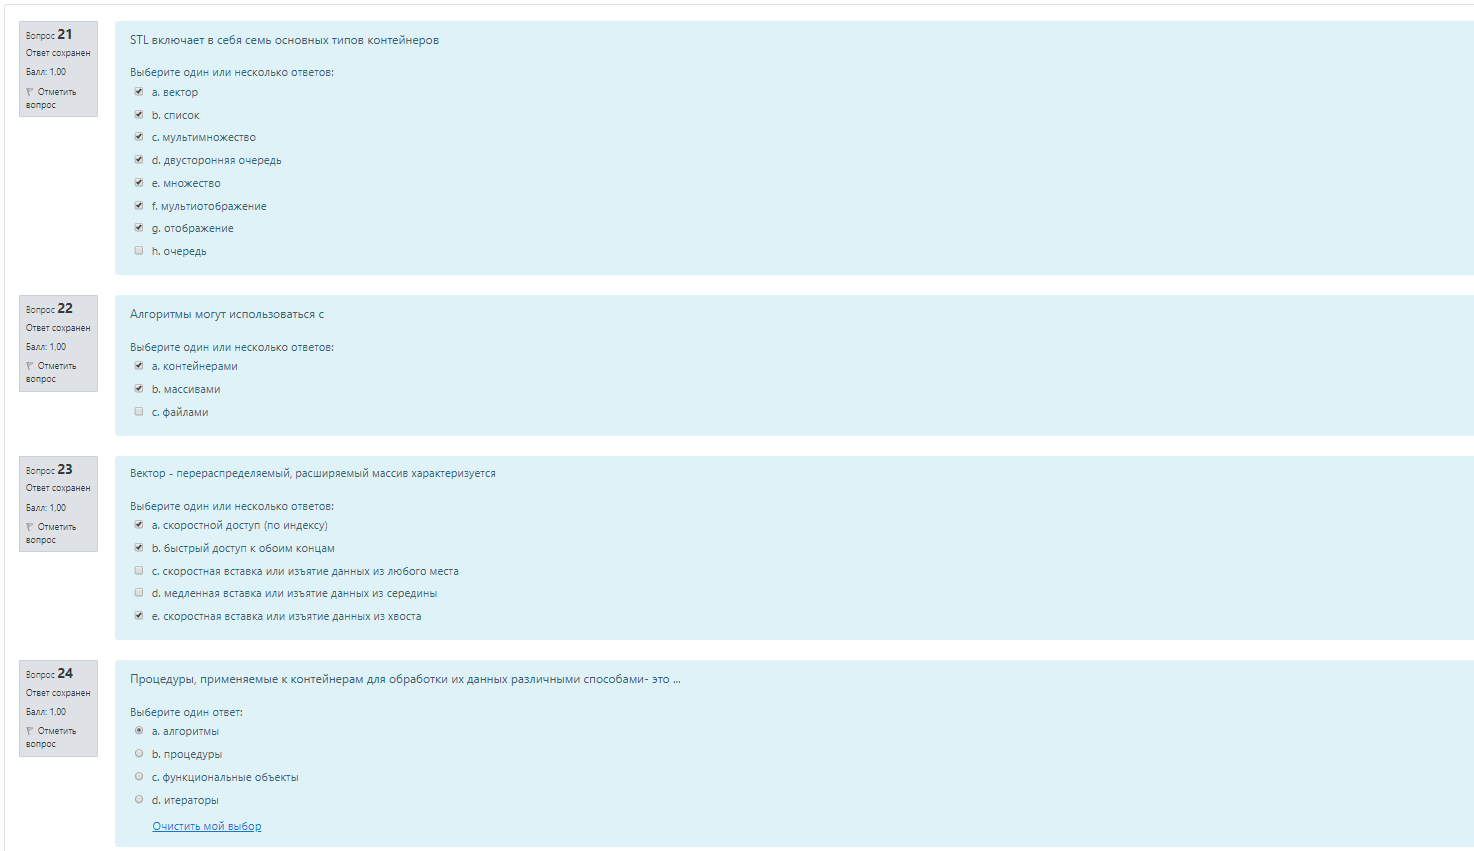 Вопрос 21
Ответ сохранен
Балл: 1,00
Отметить
вопрос
STL включает в себя семь основных типов контейнеров
Выберите один или несколько ответов:
a. вектор
b. список
c. мультимножество
d. двусторонняя очередь
e. множество
f. мультиотображение
g. отображение
h. очередь
Вопрос 22
Ответ сохранен
Балл: 1,00
Отметить
вопрос
Алгоритмы могут использоваться с
Выберите один или несколько ответов:
a. контейнерами
b. массивами
c. файлами
Вопрос 23
Ответ сохранен
Балл: 1,00
Отметить
вопрос
Вектор - перераспределяемый, расширяемый массив характеризуется
Выберите один или несколько ответов:
a. скоростной доступ (по индексу)
b. быстрый доступ к обоим концам
c. скоростная вставка или изъятие данных из любого места
d. медленная вставка или изъятие данных из середины
e. скоростная вставка или изъятие данных из хвоста
Вопрос 24
Ответ сохранен
Балл: 1,00
Отметить
вопрос
Процедуры, применяемые к контейнерам для обработки их данных различными способами- это ...
Выберите один ответ:
a. алгоритмы
b. процедуры
c. функциональные объекты
d. итераторы
Очистить мой выбор